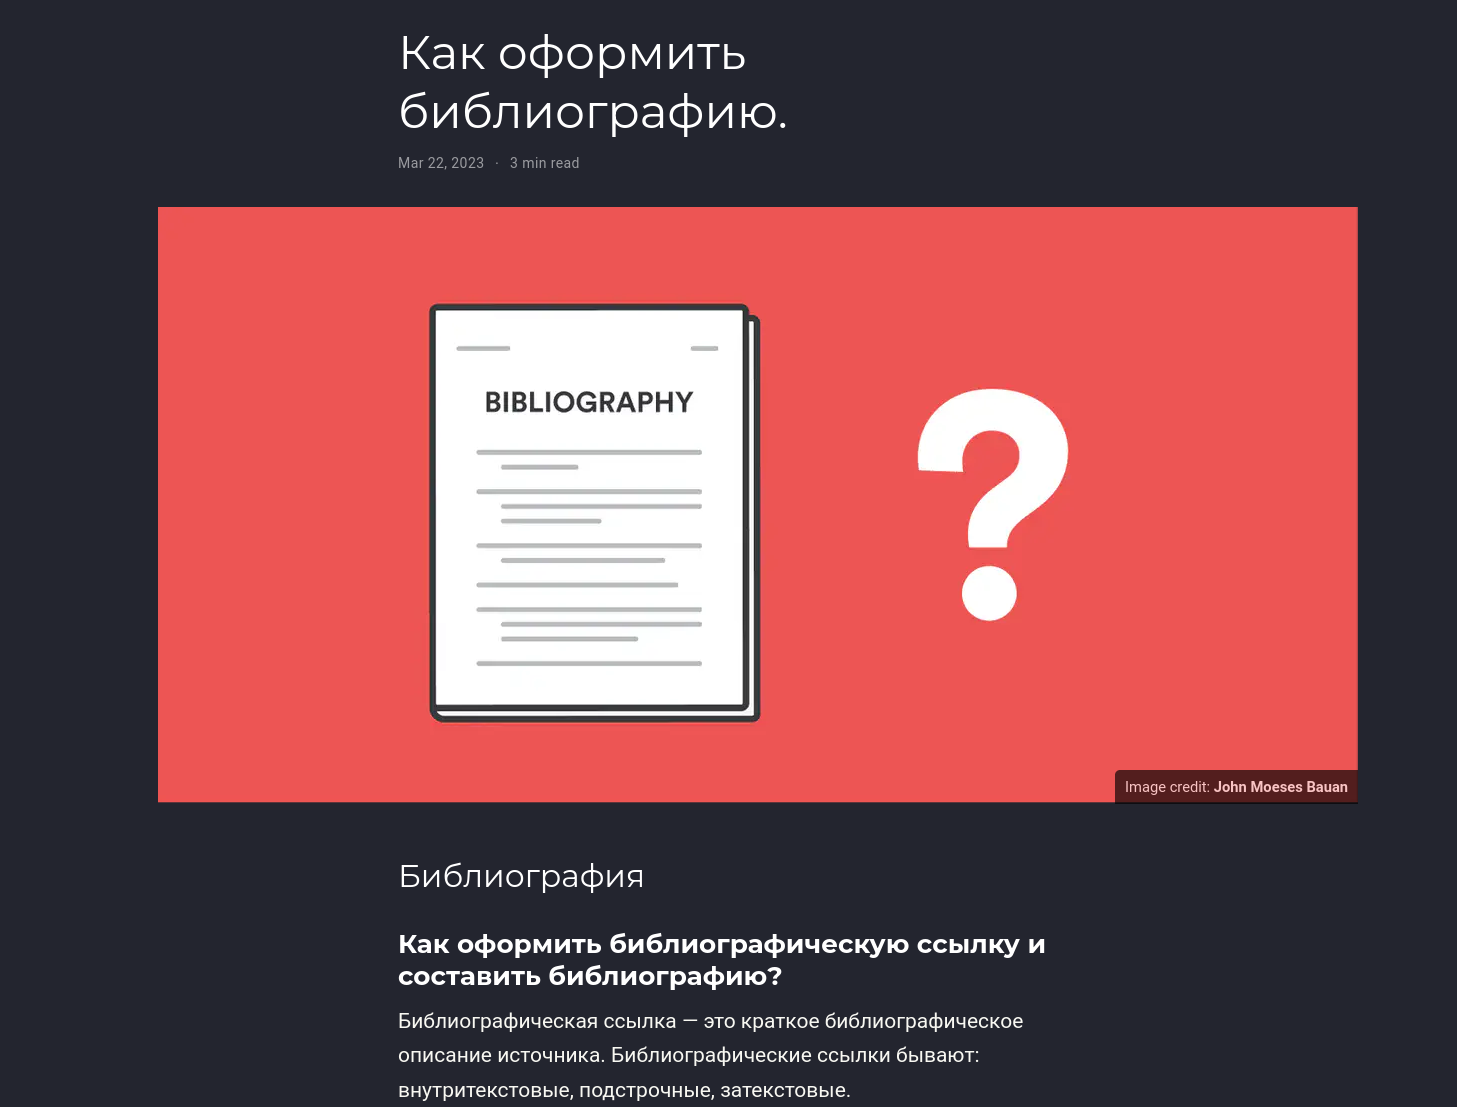 Как оформить
библиографию.
Mar 22, 2023 · 3 min read
BIBLIOGRAPHY
?
Image credit: John Moeses Bauan
Библиография
Как оформить библиографическую ссылку и
составить библиографию?
Библиографическая ссылка — это краткое библиографическое
описание источника. Библиографические ссылки бывают:
внутритекстовые, подстрочные, затекстовые.